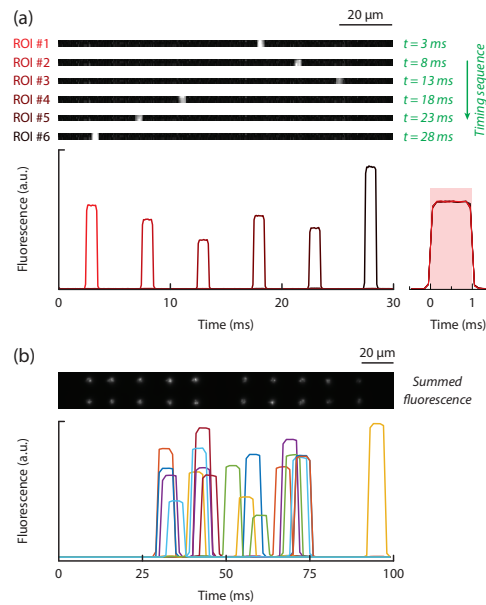 (a)
20 µm
ROI #1 t = 3 ms
ROI #2 t = 8 ms
ROI #3 t = 13 ms
ROI #4 t = 18 ms
ROI #5 t = 23 ms
ROI #6 t = 28 ms
Timing sequence
Fluorescence (a.u.)
0 10 20 30 0 1
Time (ms) Time (ms)
(b)
20 µm
Summed
fluorescence
Fluorescence (a.u.)
0 25 50 75 100
Time (ms)